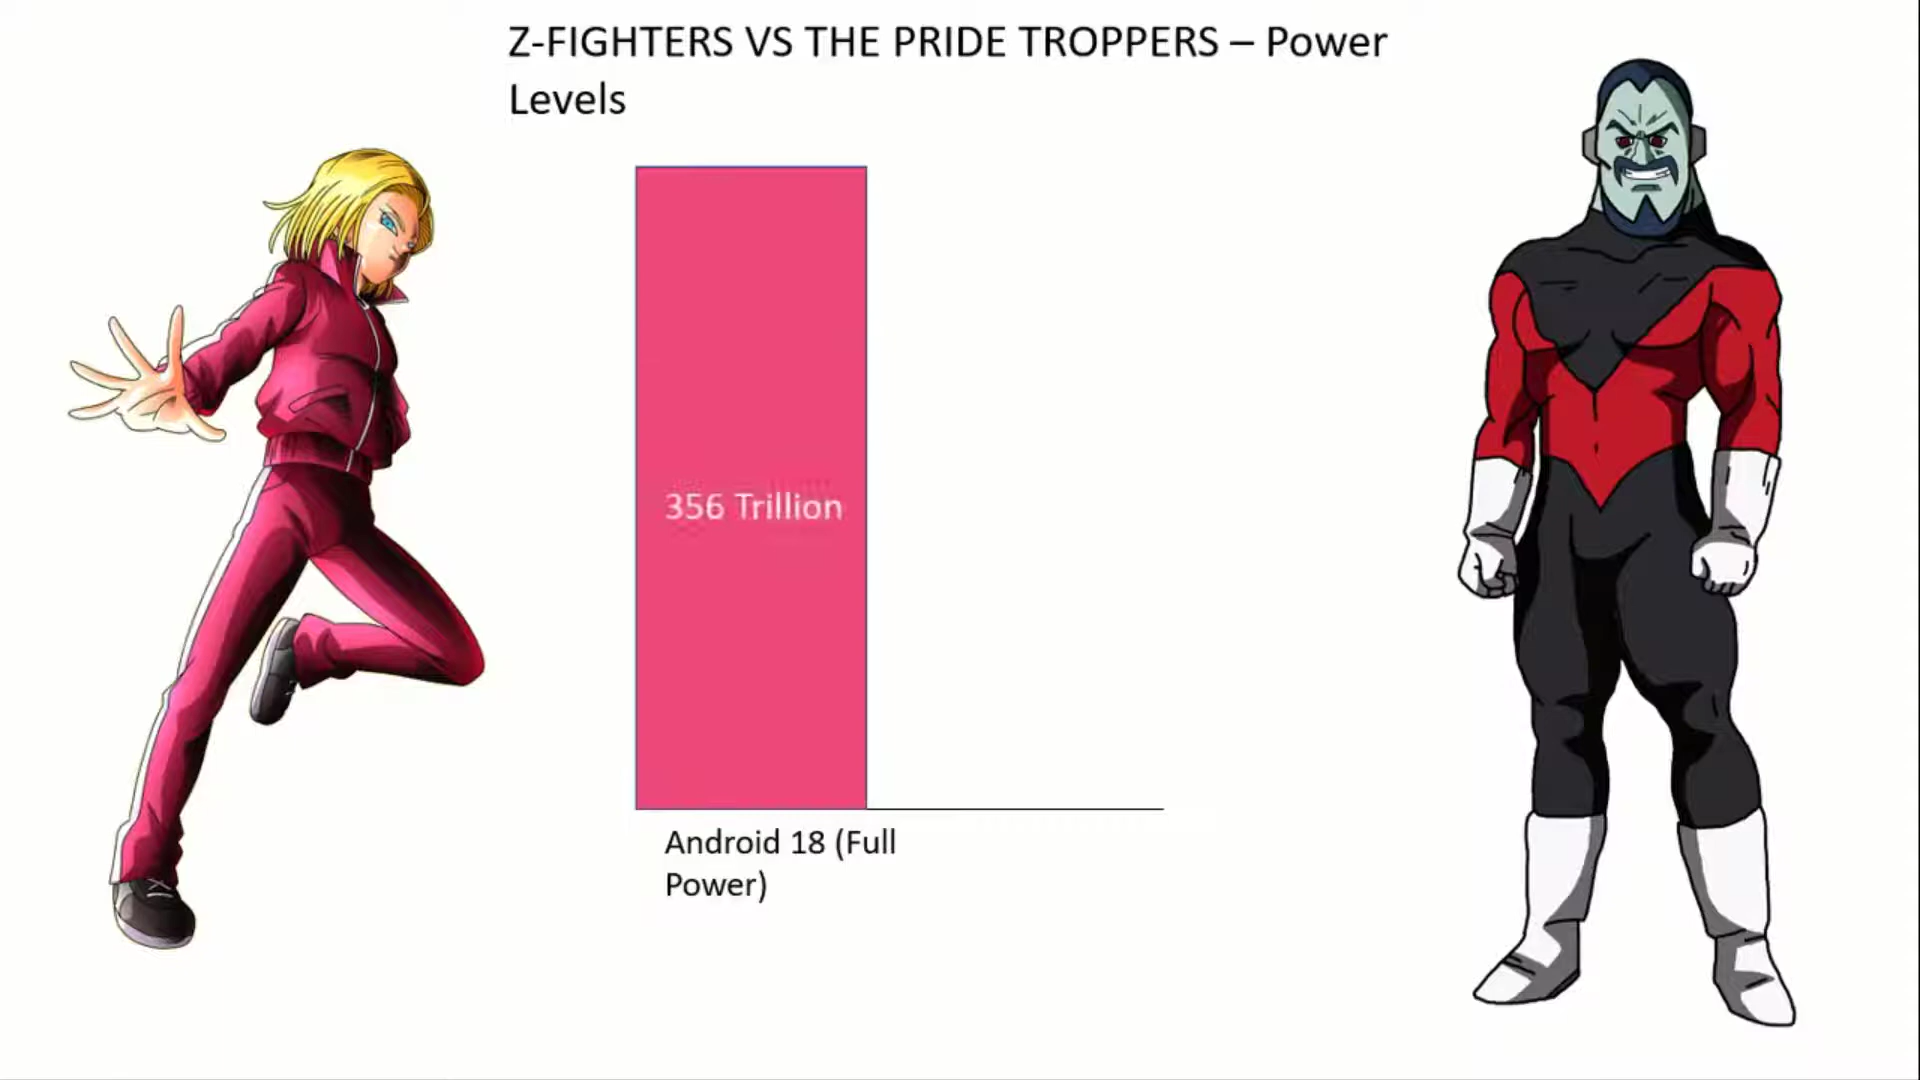 Z-FIGHTERS VS THE PRIDE TROPPERS – Power
Levels
356 Trillion
Android 18 (Full
Power)